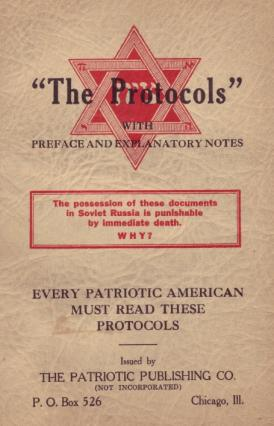 "The Protocols"
WITH
PREFACE AND EXPLANATORY NOTES
The possession of these documents
in Soviet Russia is punishable
by immediate death.
WHY?
EVERY PATRIOTIC AMERICAN
MUST READ THESE
PROTOCOLS
Issued by
THE PATRIOTIC PUBLISHING CO.
(NOT INCORPORATED)
P. O. Box 526 Chicago, Ill.